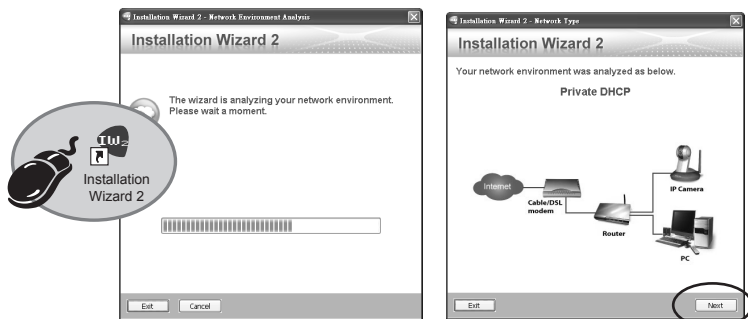 Installation Wizard 2 - Network Environment Analysis
Installation Wizard 2
The wizard is analyzing your network environment.
Please wait a moment.
IW2
Installation
Wizard 2
Exit
Cancel
Installation Wizard 2 - Network Type
Installation Wizard 2
Your network environment was analyzed as below.
Private DHCP
Internet
Cable/DSL
modem
Router
IP Camera
PC
Exit
Next